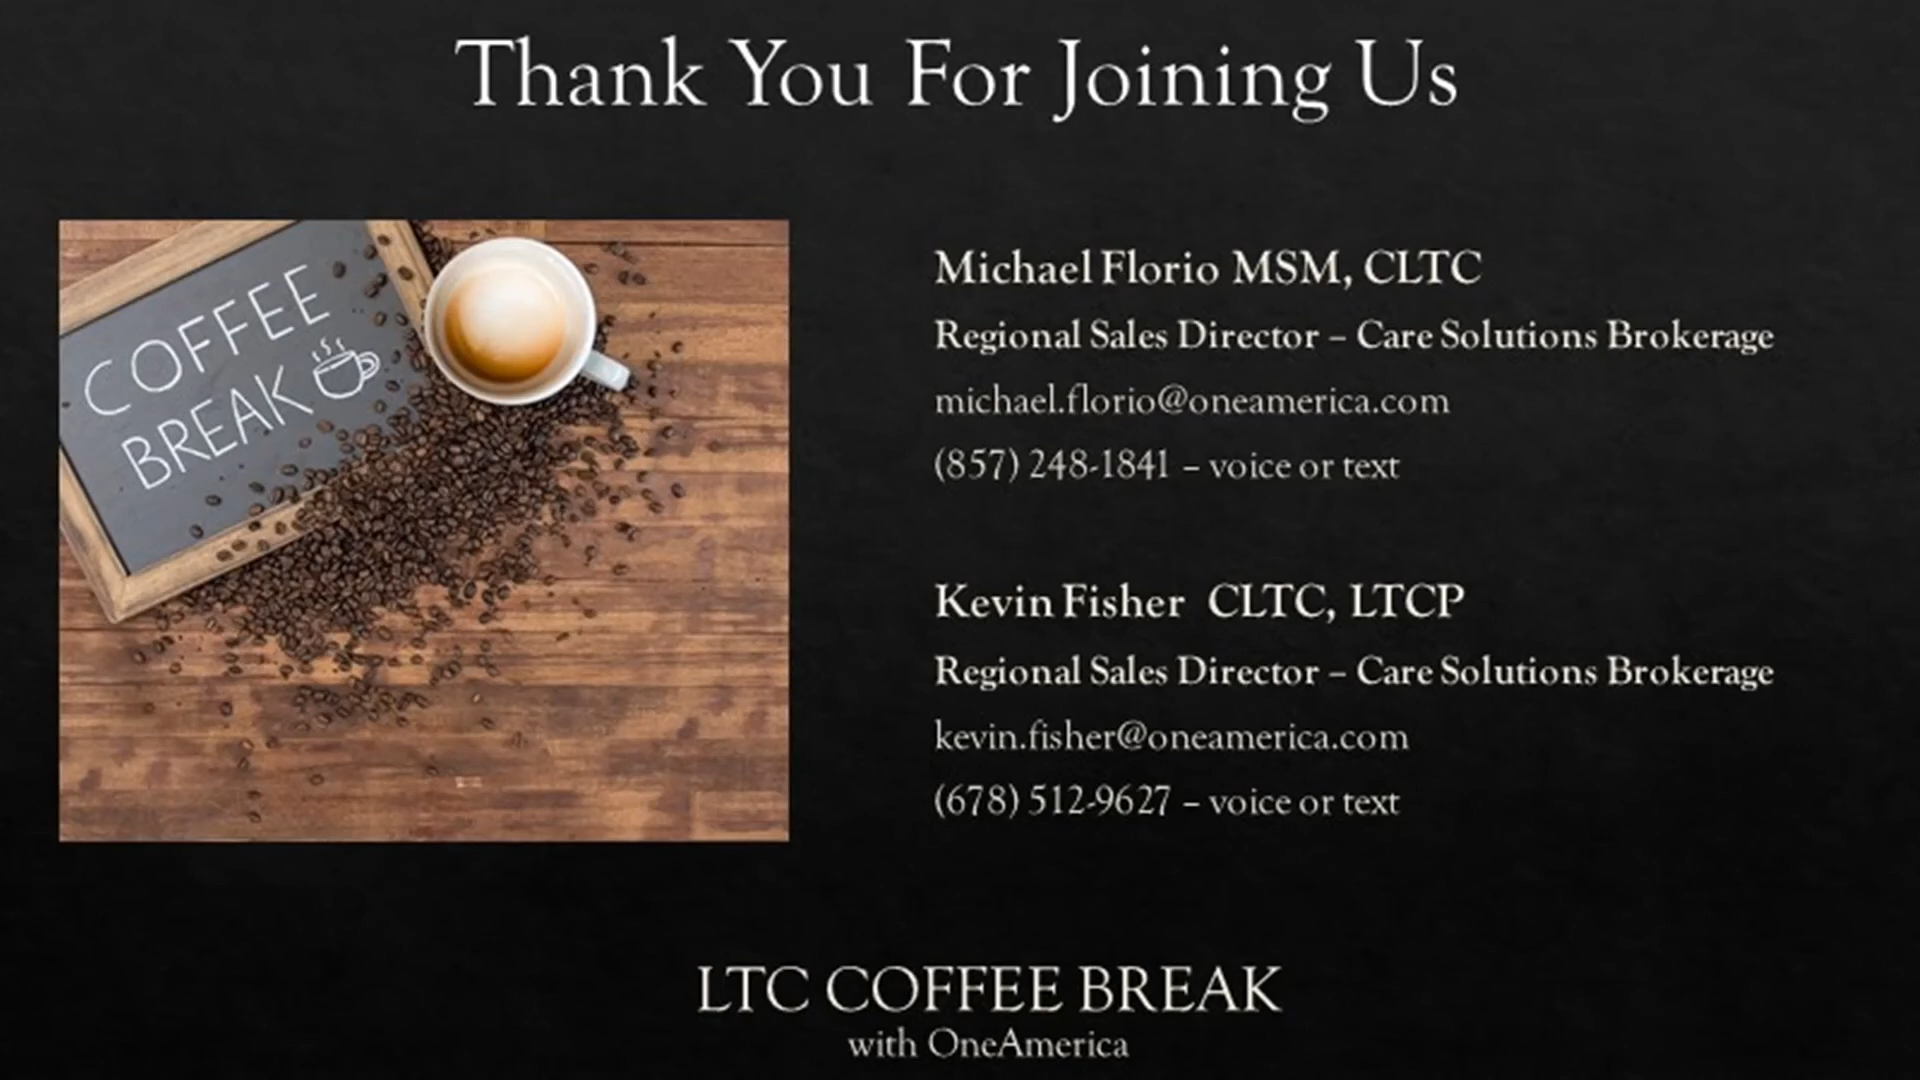 Thank You For Joining Us
COFFEE
BREAK
Michael Florio MSM, CLTC
Regional Sales Director – Care Solutions Brokerage
michael.florio@oneamerica.com
(857) 248-1841 – voice or text
Kevin Fisher  CLTC, LTCP
Regional Sales Director – Care Solutions Brokerage
kevin.fisher@oneamerica.com
(678) 512-9627 – voice or text
LTC COFFEE BREAK
with OneAmerica